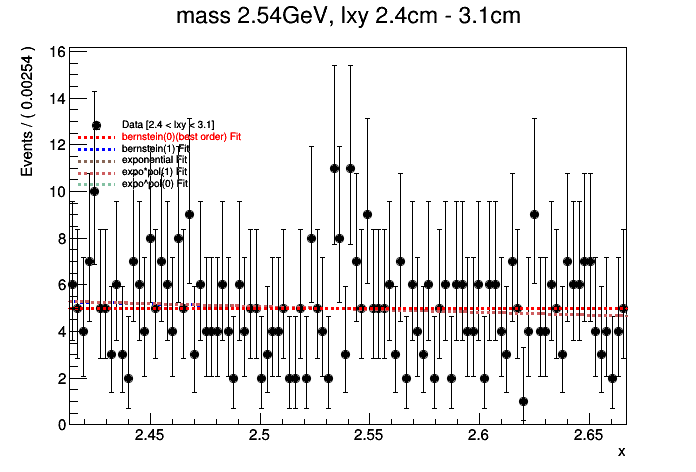 mass 2.54GeV, lxy 2.4cm - 3.1cm
Events / ( 0.00254 )
16
14
12
10
8
6
4
2
0
Data [2.4 < lxy < 3.1]
bernstein(0)(best order) Fit
bernstein(1) Fit
exponential Fit
expo*pol(1) Fit
expo^pol(0) Fit
2.45
2.5
2.55
2.6
2.65
x